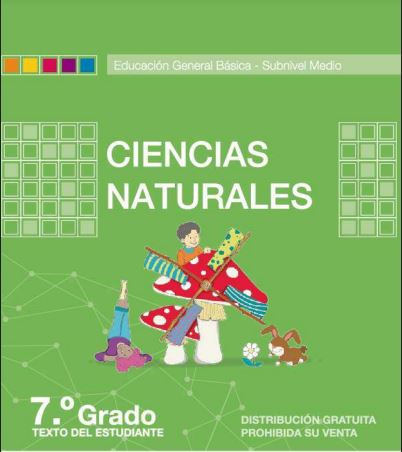 Educación General Básica - Subnivel Medio
CIENCIAS
NATURALES
7.º Grado
TEXTO DEL ESTUDIANTE
DISTRIBUCIÓN GRATUITA
PROHIBIDA SU VENTA